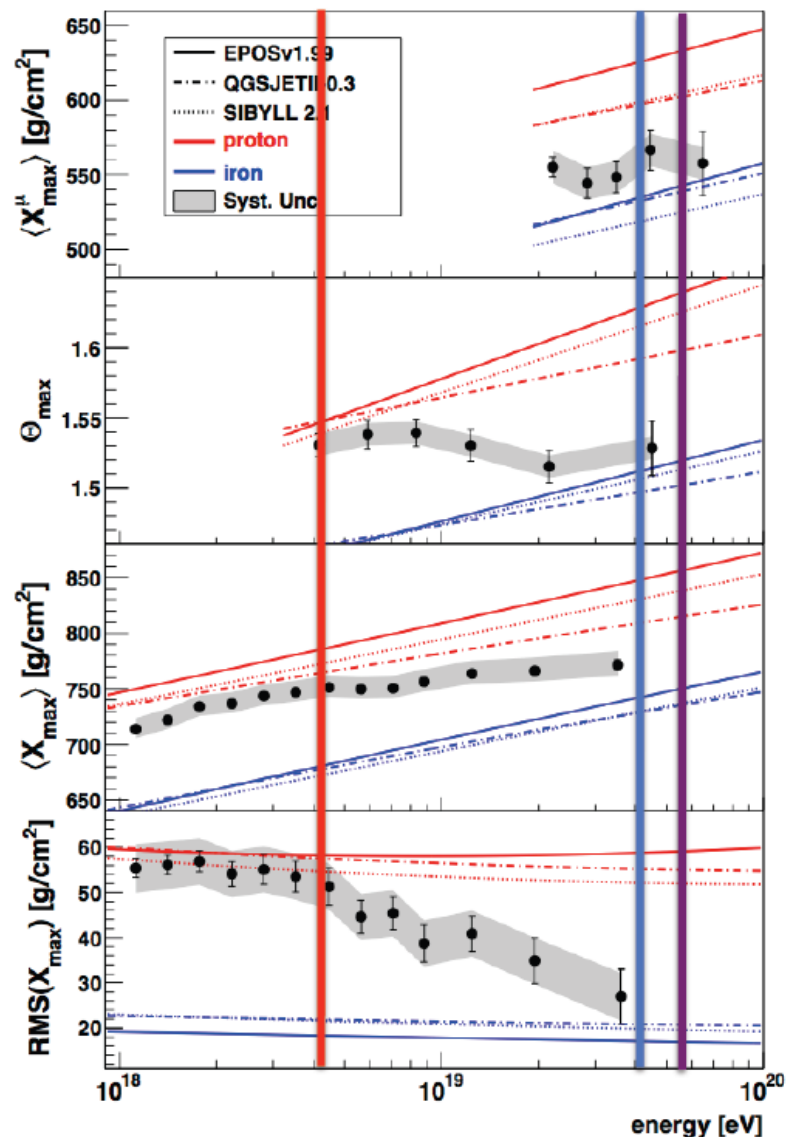 650
600
550
500
⟨X^μ_max⟩ [g/cm²]
EPOSv1.99
QGSJETII-0.3
SIBYLL 2.1
proton
iron
Syst. Unc
1.6
1.55
1.5
Θ_max
850
800
750
700
650
⟨X_max⟩ [g/cm²]
60
50
40
30
20
RMS(X_max) [g/cm²]
10^18
10^19
10^20
energy [eV]